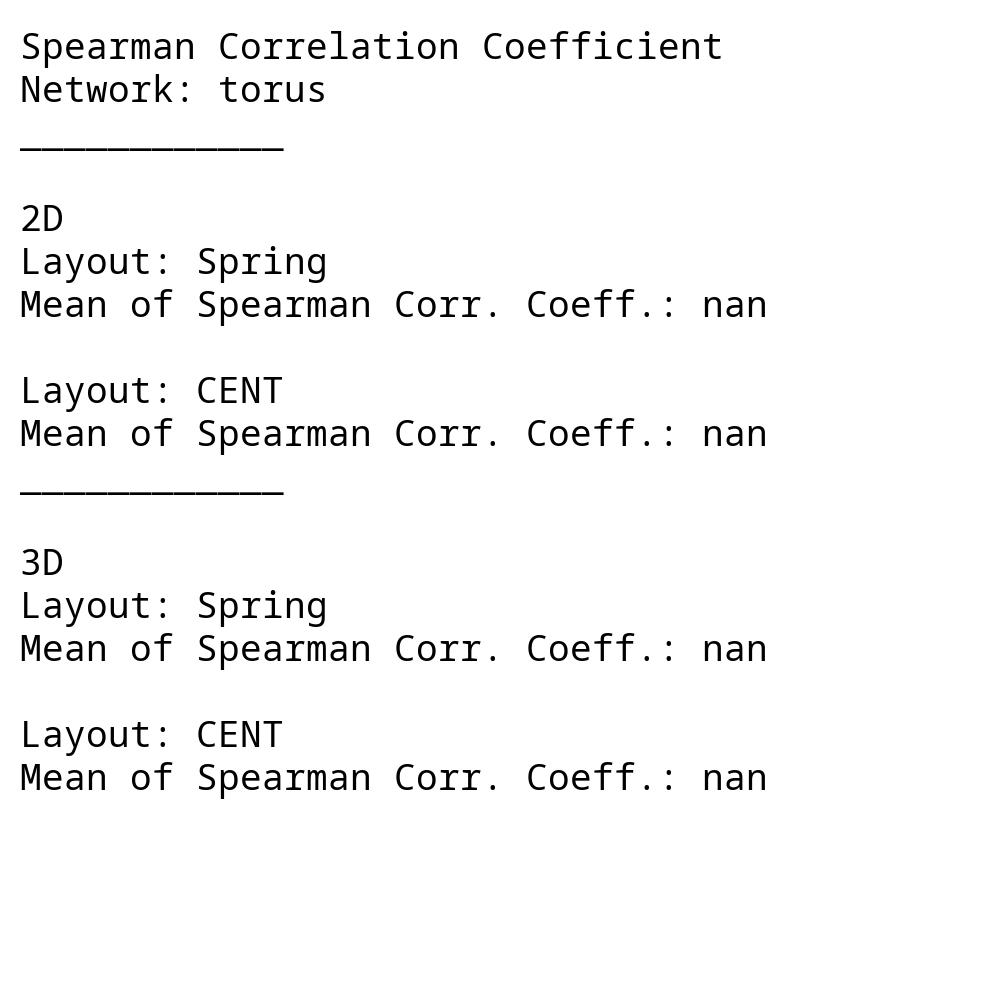 Spearman Correlation Coefficient
Network: torus
____________
2D
Layout: Spring
Mean of Spearman Corr. Coeff.: nan
Layout: CENT
Mean of Spearman Corr. Coeff.: nan
____________
3D
Layout: Spring
Mean of Spearman Corr. Coeff.: nan
Layout: CENT
Mean of Spearman Corr. Coeff.: nan